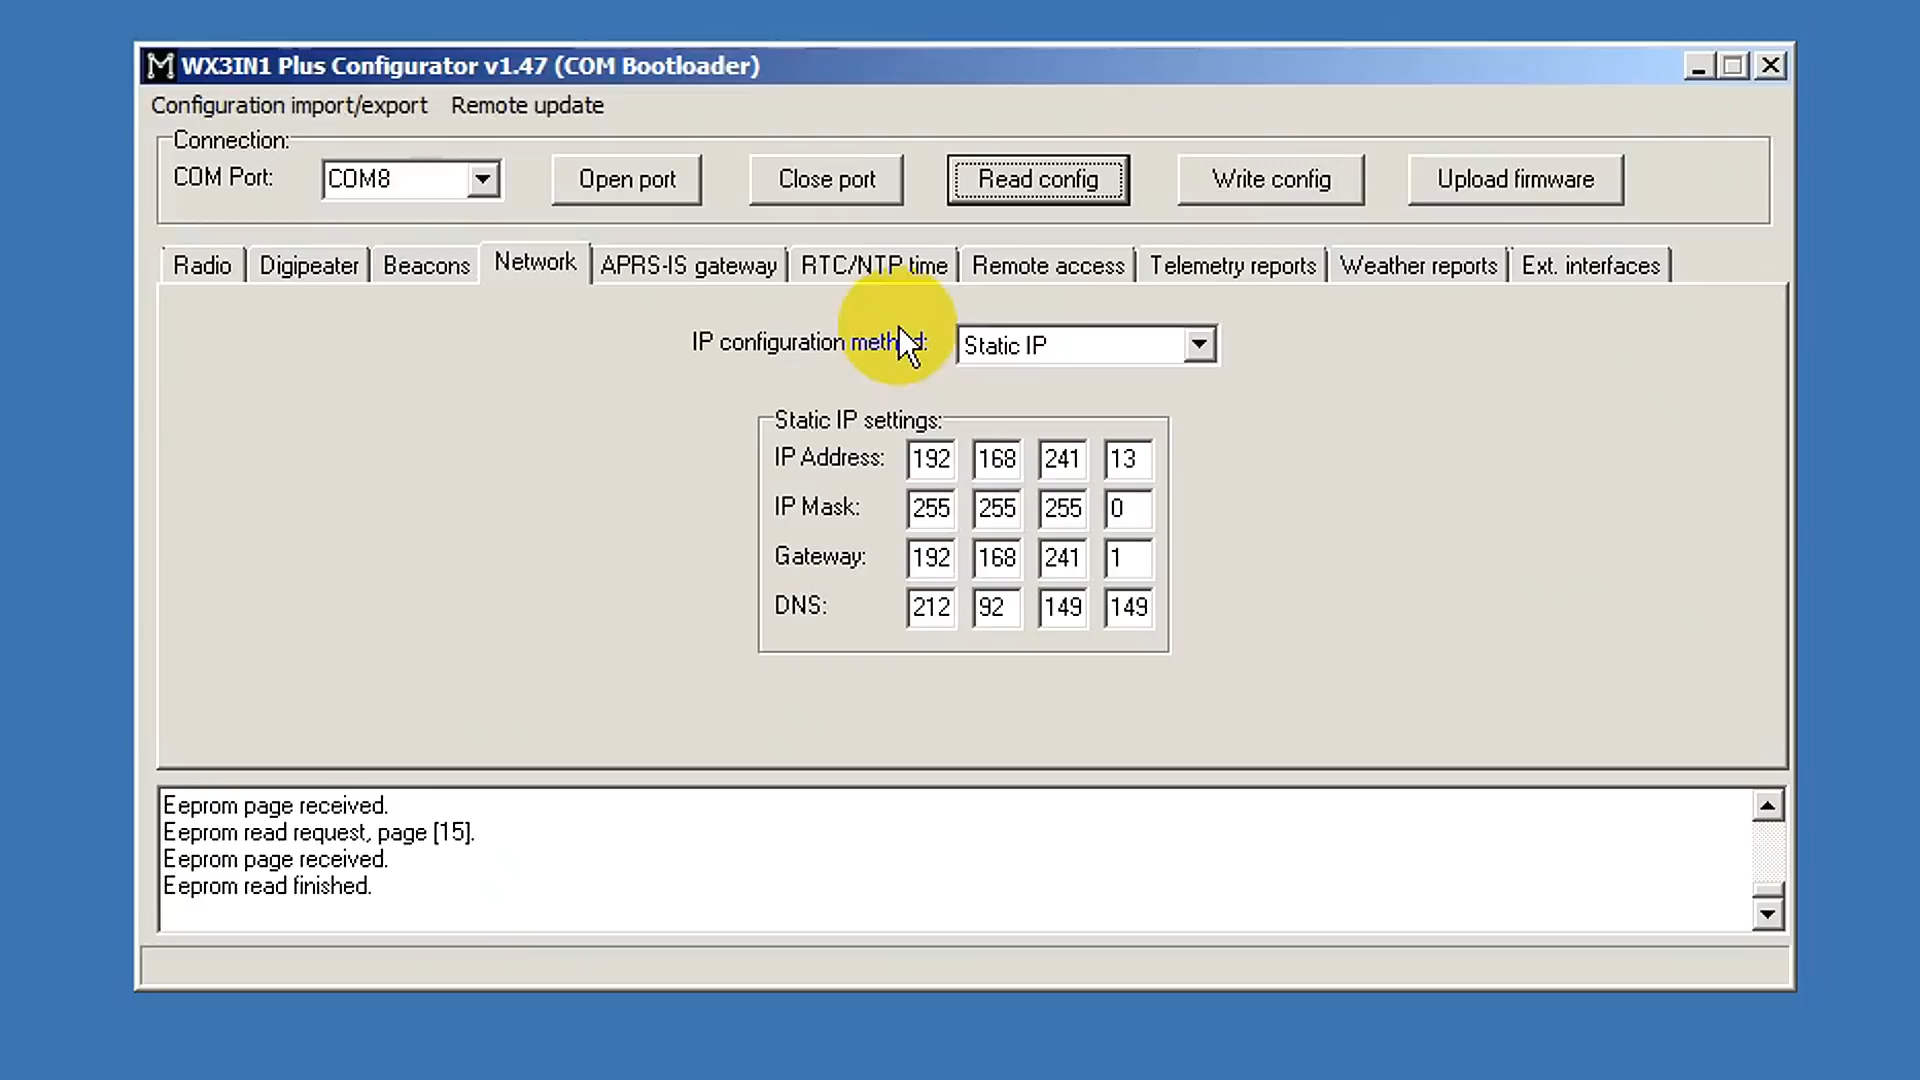 WX3IN1 Plus Configurator v1.47 (COM Bootloader)
Configuration import/export Remote update
Connection:
COM Port: COM8 Open port Close port Read config Write config Upload firmware
Radio Digipeater Beacons Network APRS-IS gateway RTC/NTP time Remote access Telemetry reports Weather reports Ext. interfaces
IP configuration method: Static IP
Static IP settings:
IP Address: 192 168 241 13
IP Mask: 255 255 255 0
Gateway: 192 168 241 1
DNS: 212 92 149 149
Eeprom page received.
Eeprom read request, page [15].
Eeprom page received.
Eeprom read finished.